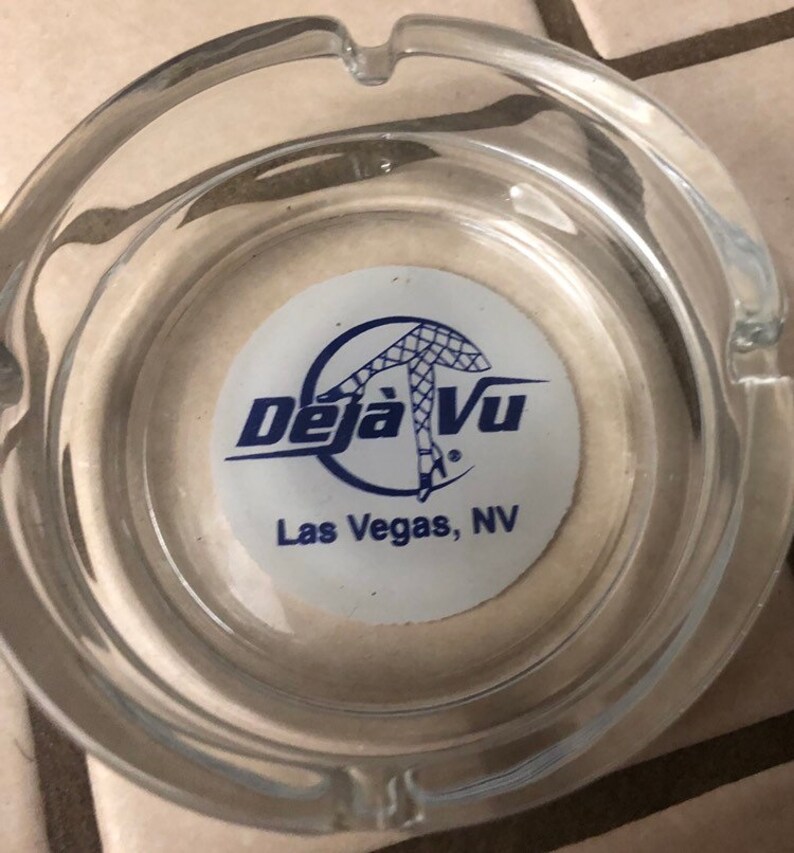 Déjà Vu®
Las Vegas, NV